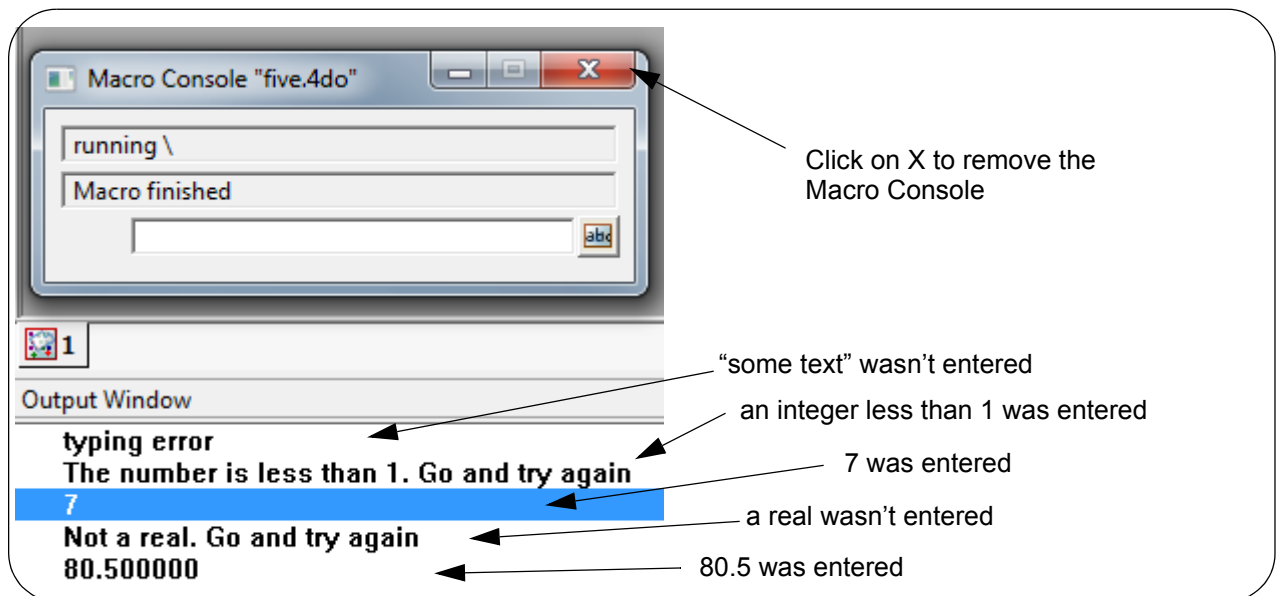 Macro Console "five.4do"
running \
Macro finished
abc
Click on X to remove the
Macro Console
1
Output Window
“some text” wasn’t entered
an integer less than 1 was entered
typing error
The number is less than 1. Go and try again
7 was entered
7
a real wasn’t entered
Not a real. Go and try again
80.500000
80.5 was entered